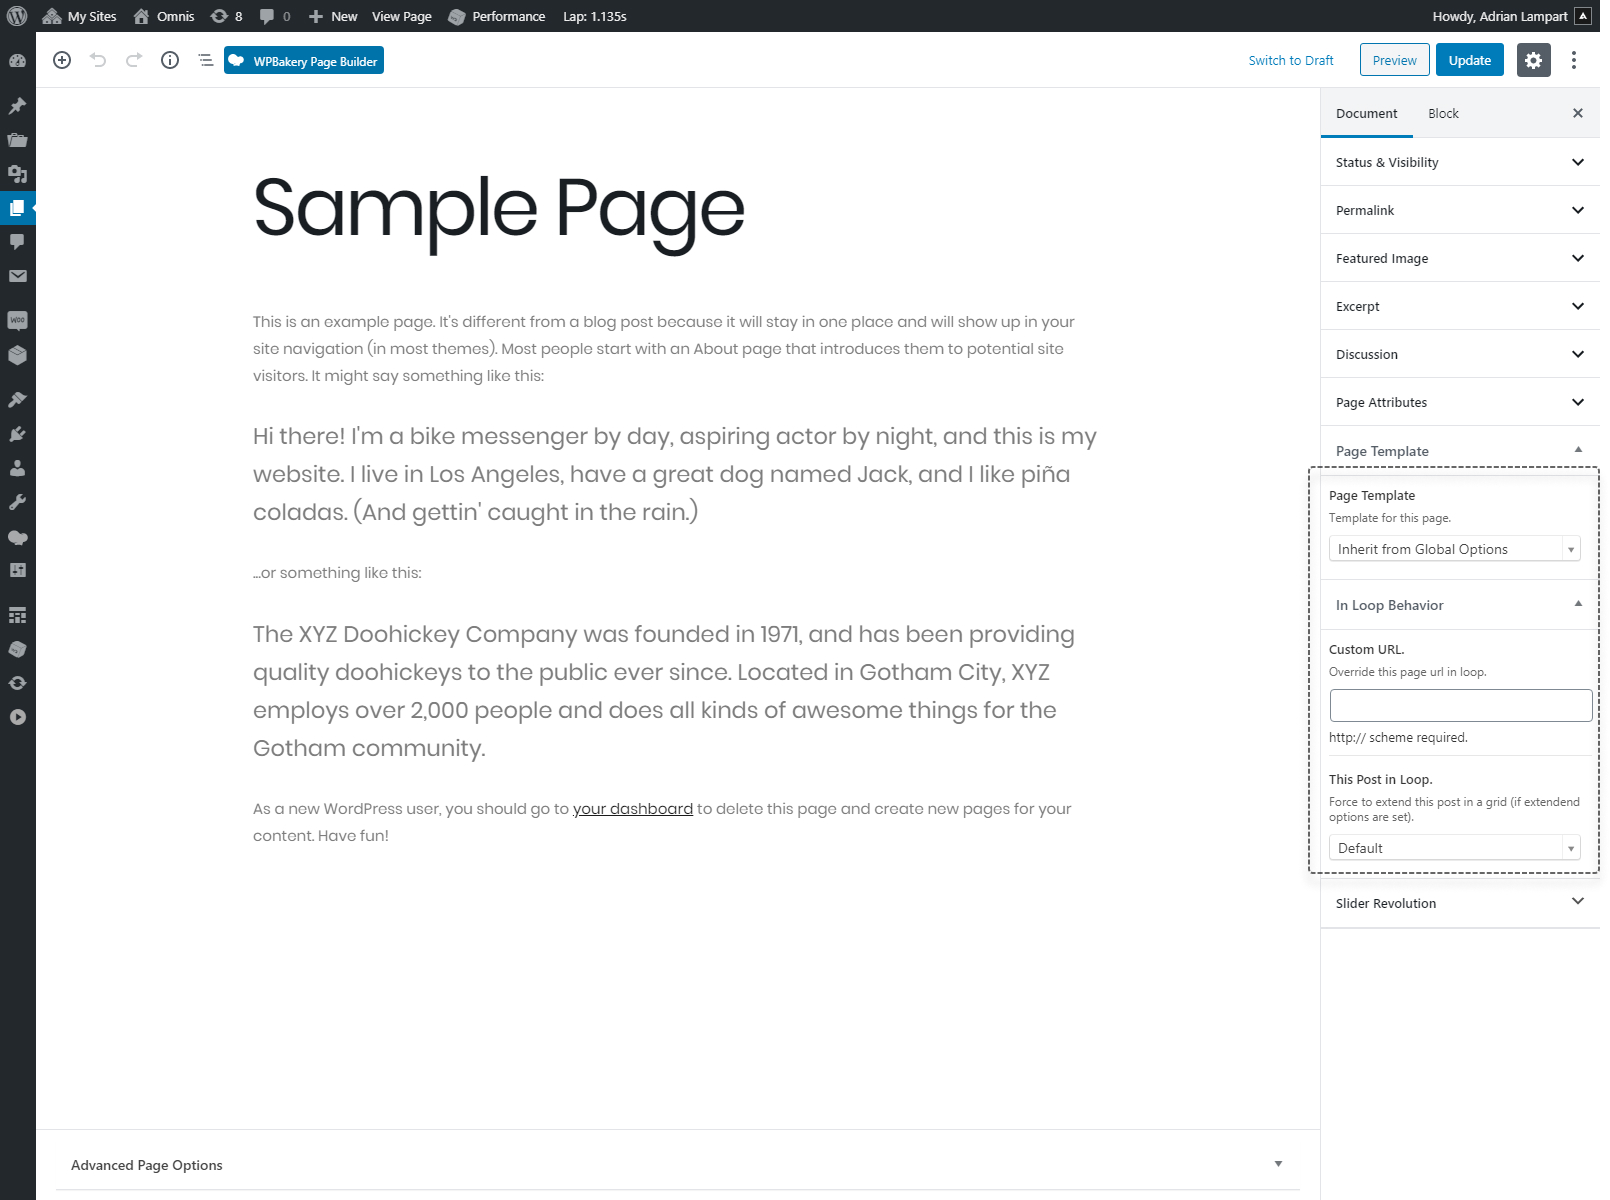 My Sites
Omnis
8
0
New
View Page
Performance
Lap: 1.135s
Howdy, Adrian Lampart
WPBakery Page Builder
Switch to Draft
Preview
Update
Sample Page
This is an example page. It's different from a blog post because it will stay in one place and will show up in your
site navigation (in most themes). Most people start with an About page that introduces them to potential site
visitors. It might say something like this:
Hi there! I'm a bike messenger by day, aspiring actor by night, and this is my
website. I live in Los Angeles, have a great dog named Jack, and I like piña
coladas. (And gettin' caught in the rain.)
...or something like this:
The XYZ Doohickey Company was founded in 1971, and has been providing
quality doohickeys to the public ever since. Located in Gotham City, XYZ
employs over 2,000 people and does all kinds of awesome things for the
Gotham community.
As a new WordPress user, you should go to your dashboard to delete this page and create new pages for your
content. Have fun!
Advanced Page Options
Document
Block
Status & Visibility
Permalink
Featured Image
Excerpt
Discussion
Page Attributes
Page Template
Page Template
Template for this page.
Inherit from Global Options
In Loop Behavior
Custom URL.
Override this page url in loop.
http:// scheme required.
This Post in Loop.
Force to extend this post in a grid (if extendend
options are set).
Default
Slider Revolution
WOO